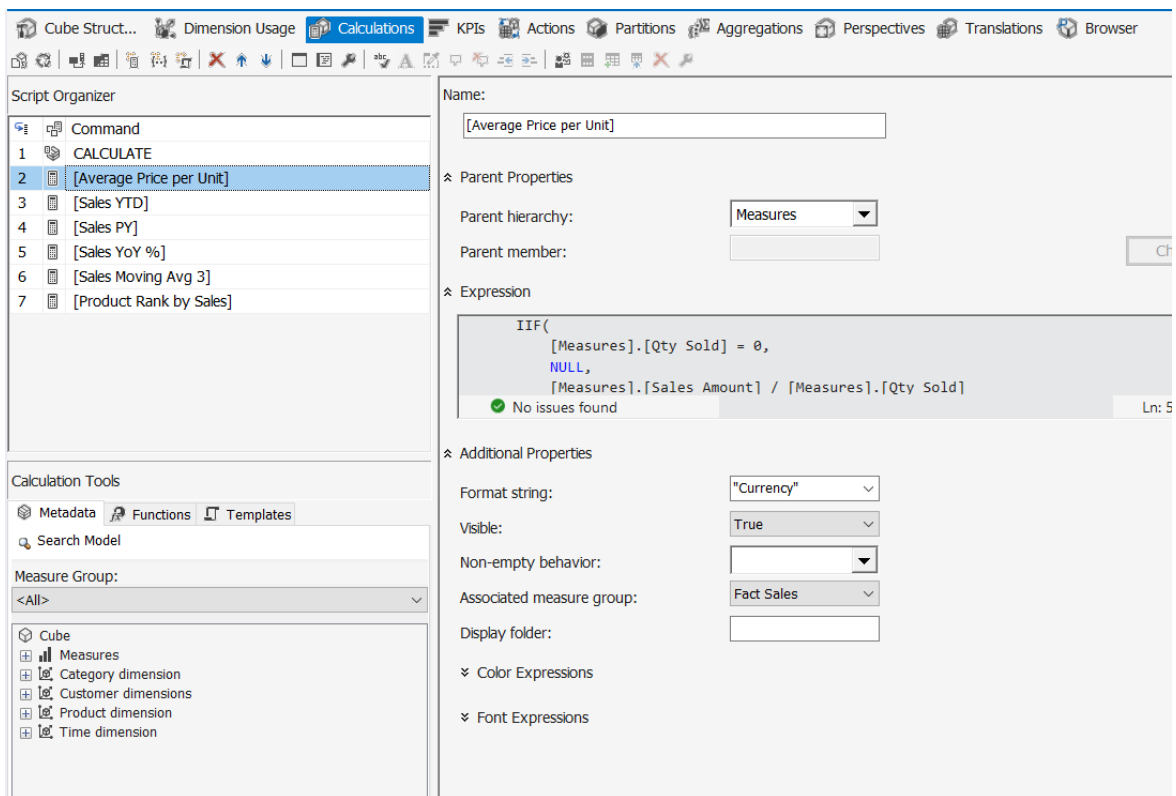 Cube Struct... Dimension Usage Calculations KPIs Actions Partitions Aggregations Perspectives Translations Browser
Script Organizer
Command
1 CALCULATE
2 [Average Price per Unit]
3 [Sales YTD]
4 [Sales PY]
5 [Sales YoY %]
6 [Sales Moving Avg 3]
7 [Product Rank by Sales]
Calculation Tools
Metadata Functions Templates
Search Model
Measure Group:
<All>
Cube
Measures
Category dimension
Customer dimensions
Product dimension
Time dimension
Name:
[Average Price per Unit]
Parent Properties
Parent hierarchy: Measures
Parent member:
Ch
Expression
IIF(
[Measures].[Qty Sold] = 0,
NULL,
[Measures].[Sales Amount] / [Measures].[Qty Sold]
No issues found Ln: 5
Additional Properties
Format string: "Currency"
Visible: True
Non-empty behavior:
Associated measure group: Fact Sales
Display folder:
Color Expressions
Font Expressions